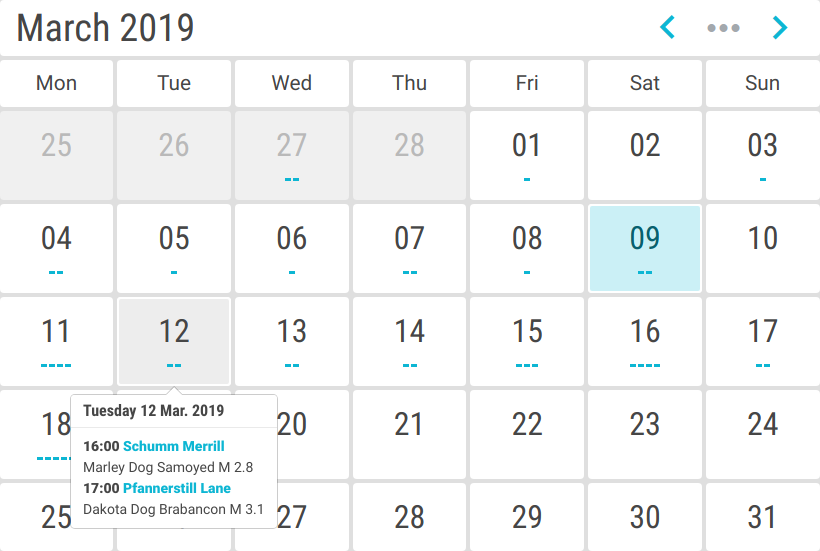 March 2019
Mon Tue Wed Thu Fri Sat Sun
25 26 27 28 01 02 03
04 05 06 07 08 09 10
11 12 13 14 15 16 17
18 20 21 22 23 24
Tuesday 12 Mar. 2019
16:00 Schumm Merrill
Marley Dog Samoyed M 2.8
17:00 Pfannerstill Lane
Dakota Dog Brabancon M 3.1
25 27 28 29 30 31